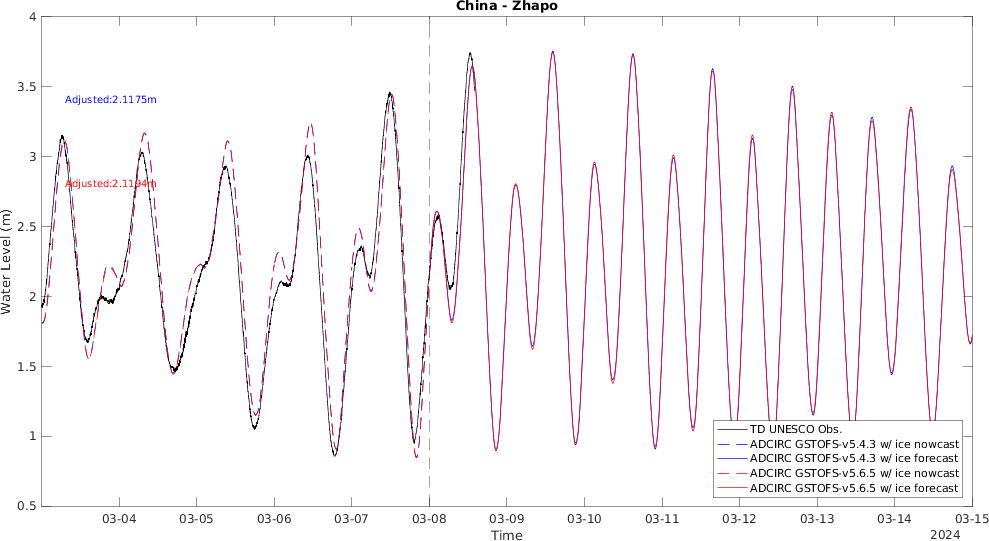 China - Zhapo
Water Level (m)
4
3.5
3
2.5
2
1.5
1
0.5
Adjusted:2.1175m
Adjusted:2.1194m
TD UNESCO Obs.
ADCIRC GSTOFS-v5.4.3 w/ ice nowcast
ADCIRC GSTOFS-v5.4.3 w/ ice forecast
ADCIRC GSTOFS-v5.6.5 w/ ice nowcast
ADCIRC GSTOFS-v5.6.5 w/ ice forecast
03-04 03-05 03-06 03-07 03-08 03-09 03-10 03-11 03-12 03-13 03-14 03-15
Time
2024